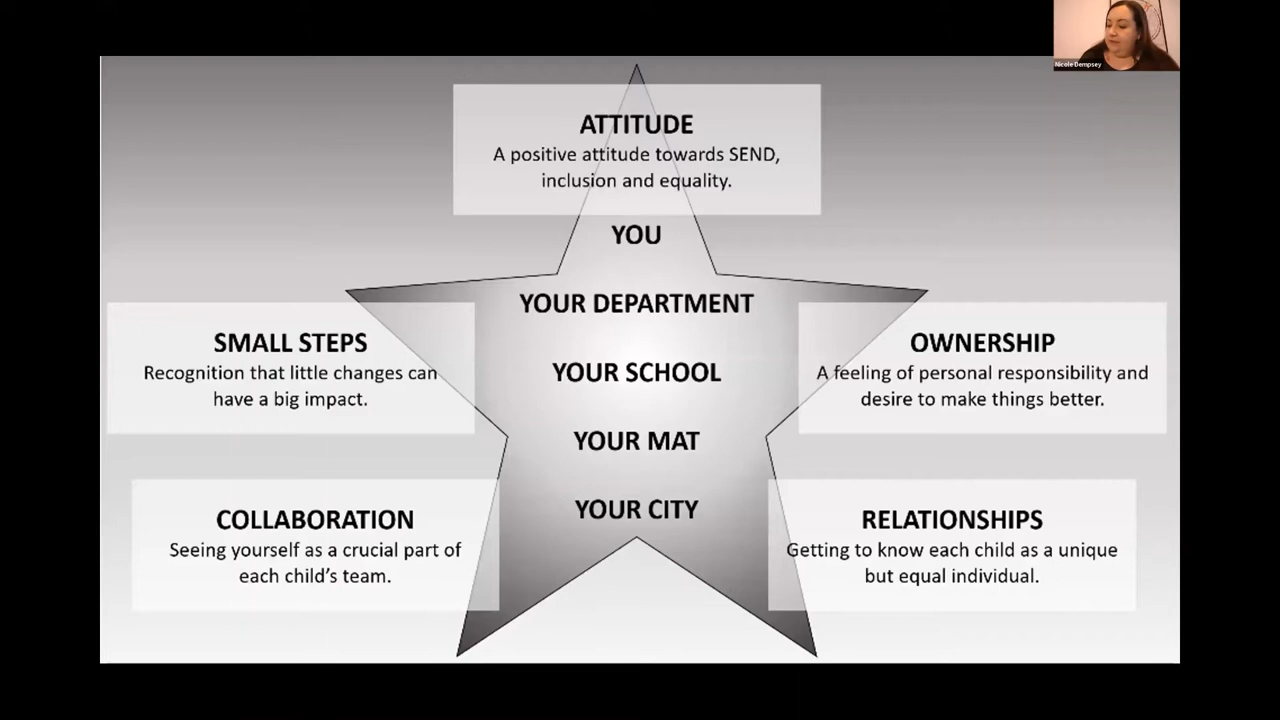 Nicole Dempsey
ATTITUDE
A positive attitude towards SEND,
inclusion and equality.
YOU
YOUR DEPARTMENT
YOUR SCHOOL
YOUR MAT
YOUR CITY
SMALL STEPS
Recognition that little changes can
have a big impact.
OWNERSHIP
A feeling of personal responsibility and
desire to make things better.
COLLABORATION
Seeing yourself as a crucial part of
each child’s team.
RELATIONSHIPS
Getting to know each child as a unique
but equal individual.